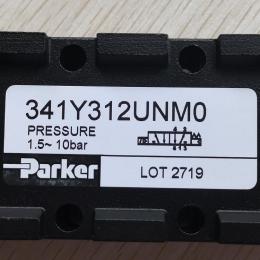 341Y312UNM0
PRESSURE
1.5~ 10bar
Parker
LOT 2719